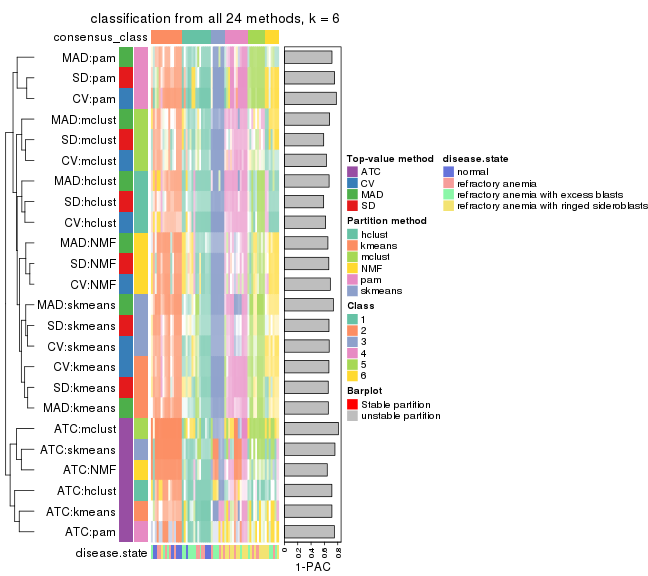 classification from all 24 methods, k = 6
consensus_class
MAD:pam
SD:pam
CV:pam
MAD:mclust
SD:mclust
CV:mclust
MAD:hclust
SD:hclust
CV:hclust
MAD:NMF
SD:NMF
CV:NMF
MAD:skmeans
SD:skmeans
CV:skmeans
CV:kmeans
SD:kmeans
MAD:kmeans
ATC:mclust
ATC:skmeans
ATC:NMF
ATC:hclust
ATC:kmeans
ATC:pam
disease.state
0 0.2 0.4 0.6 0.8
1-PAC
Top-value method
ATC
CV
MAD
SD
Partition method
hclust
kmeans
mclust
NMF
pam
skmeans
Class
1
2
3
4
5
6
Barplot
Stable partition
unstable partition
disease.state
normal
refractory anemia
refractory anemia with excess blasts
refractory anemia with ringed sideroblasts